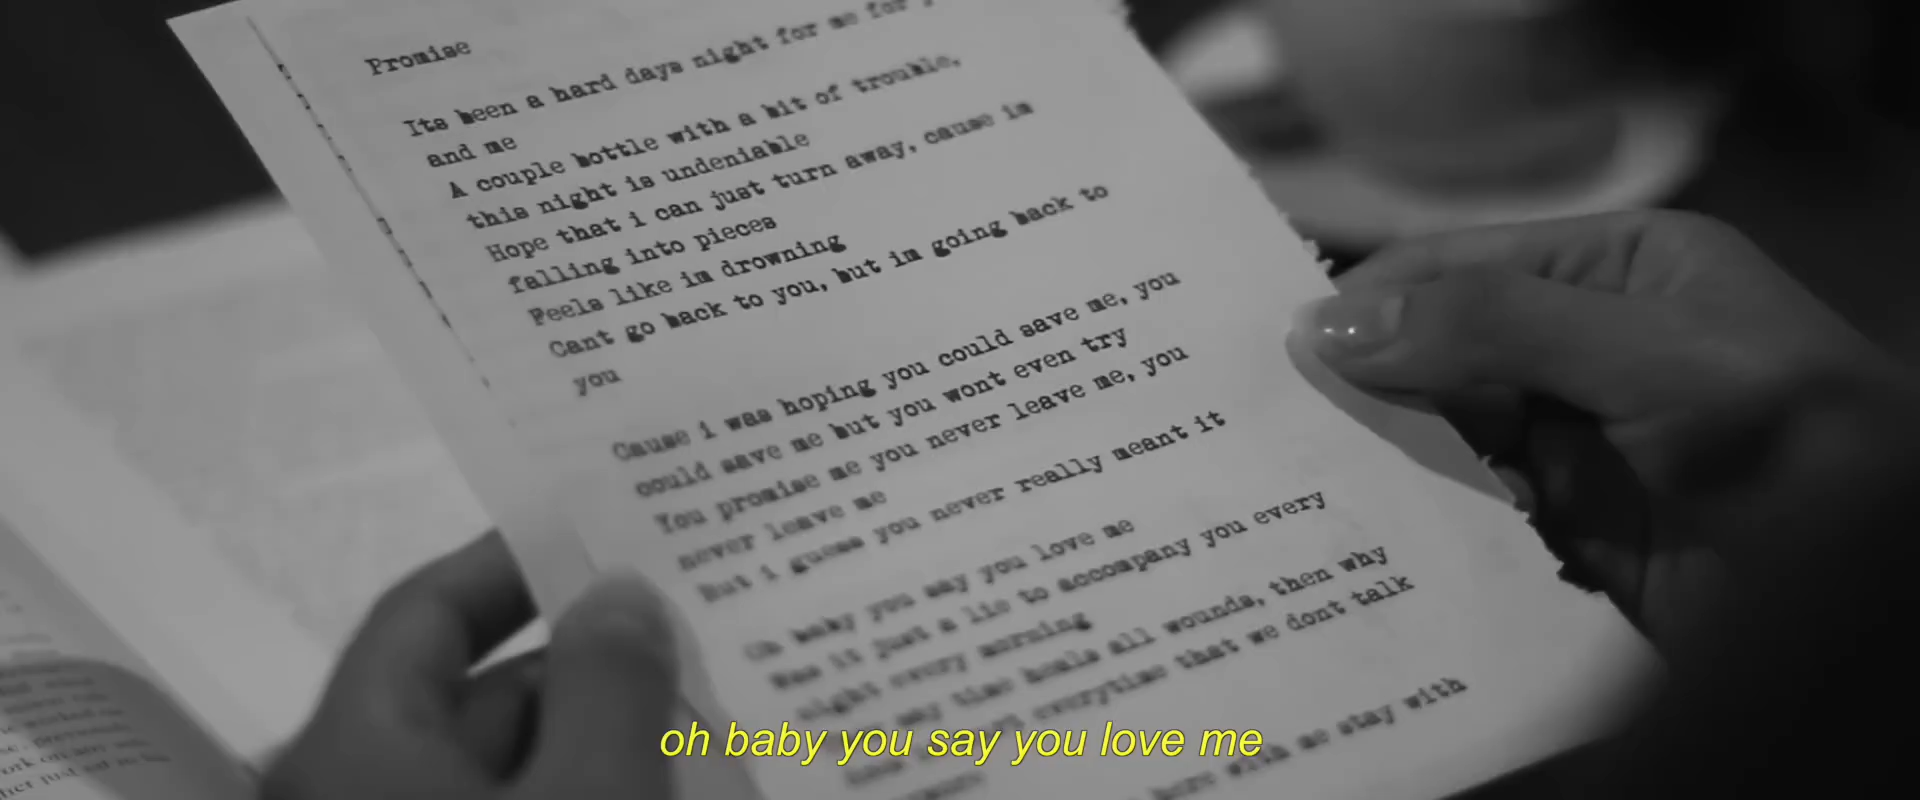 Promise
Its been a hard days night for me for
and me
A couple bottle with a bit of trouble,
this night is undeniable
Hope that i can just turn away, cause im
falling into pieces
Feels like im drowning
Cant go back to you, but im going back to
you
Cause i was hoping you could save me, you
could save me but you wont even try
You promise me you never leave me, you
never leave me
But i guess you never really meant it
Oh baby you say you love me
Was it just a lie to accompany you every
night every morning
say time heals all wounds, then why
everytime that we dont talk
here with me stay with
oh baby you say you love me